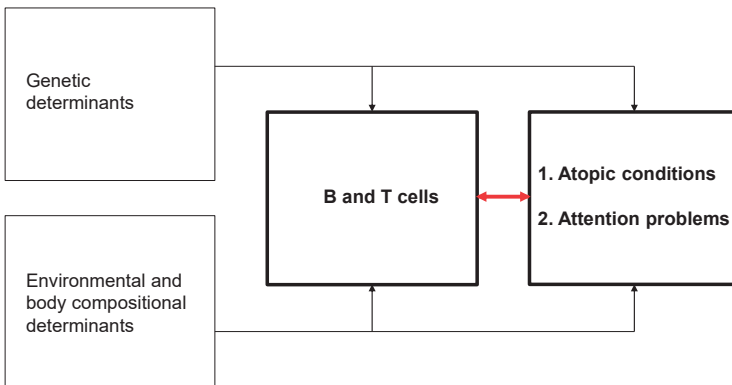 Genetic
determinants
B and T cells
1. Atopic conditions
2. Attention problems
Environmental and
body compositional
determinants